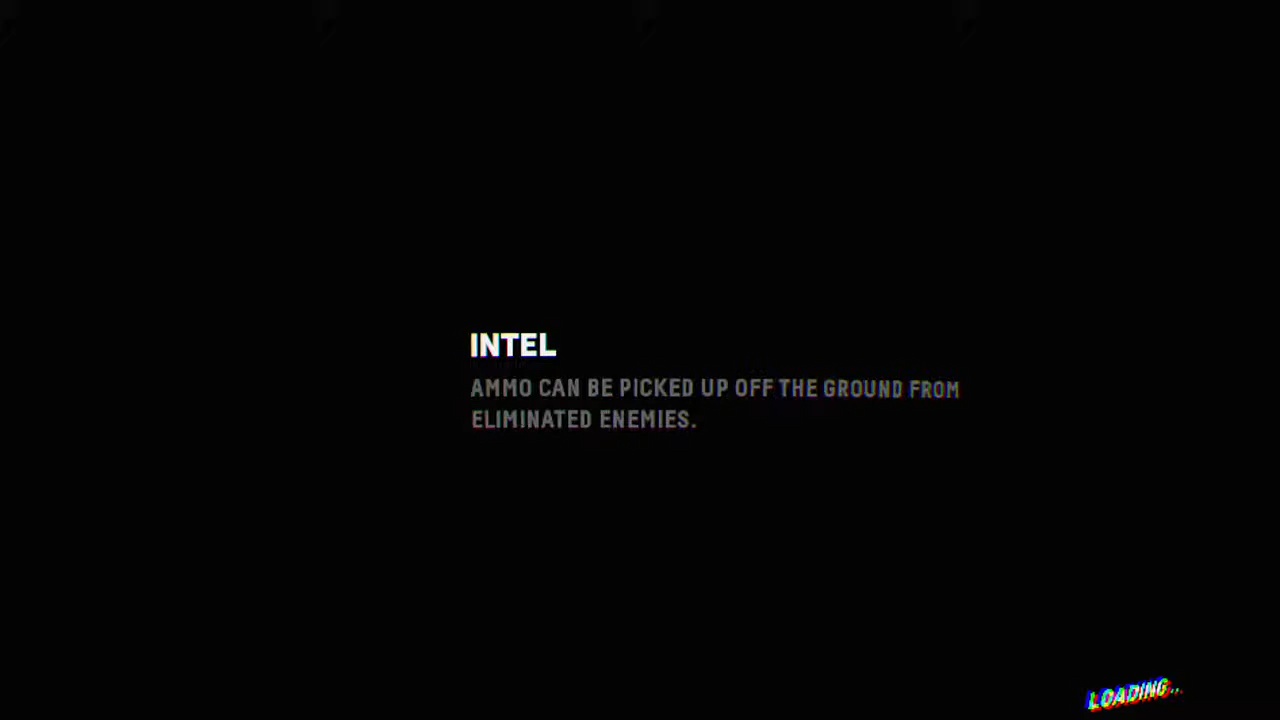 INTEL
AMMO CAN BE PICKED UP OFF THE GROUND FROM
ELIMINATED ENEMIES.
LOADING..